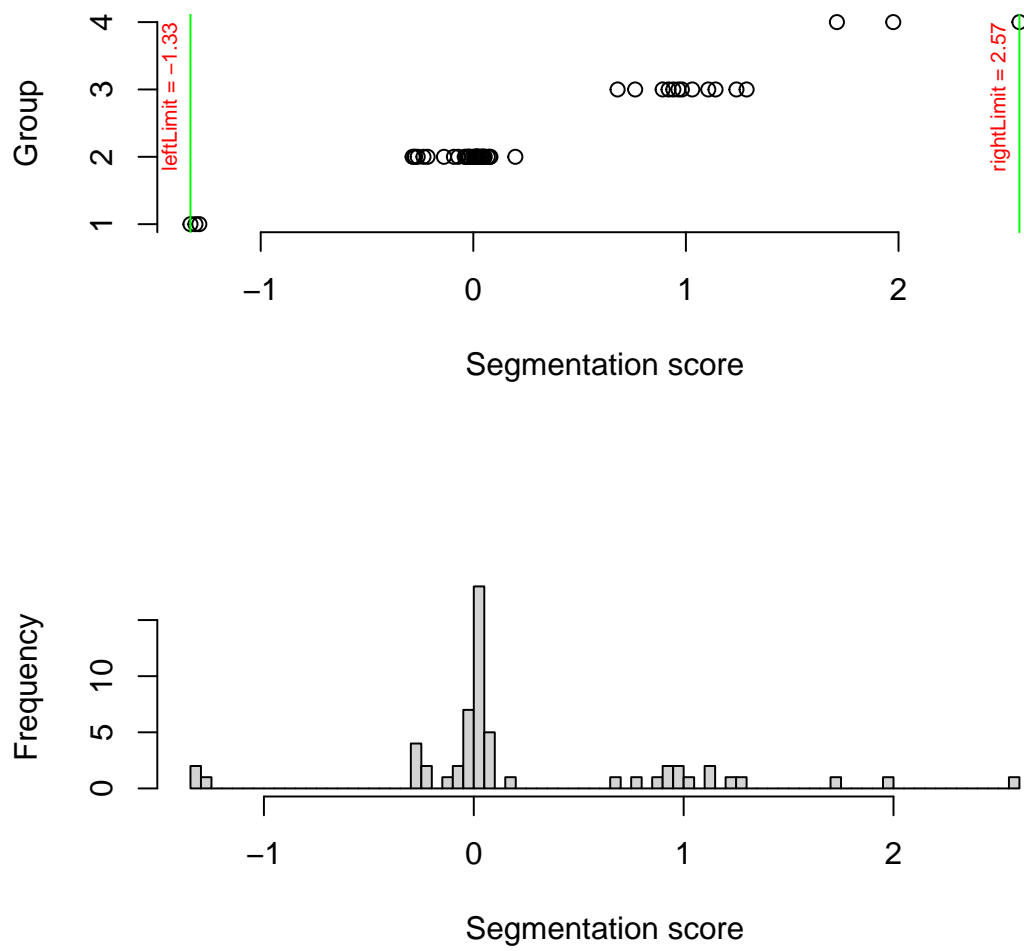 Group
1
2
3
4
leftLimit = −1.33
rightLimit = 2.57
−1 0 1 2
Segmentation score
Frequency
0
5
10
−1 0 1 2
Segmentation score